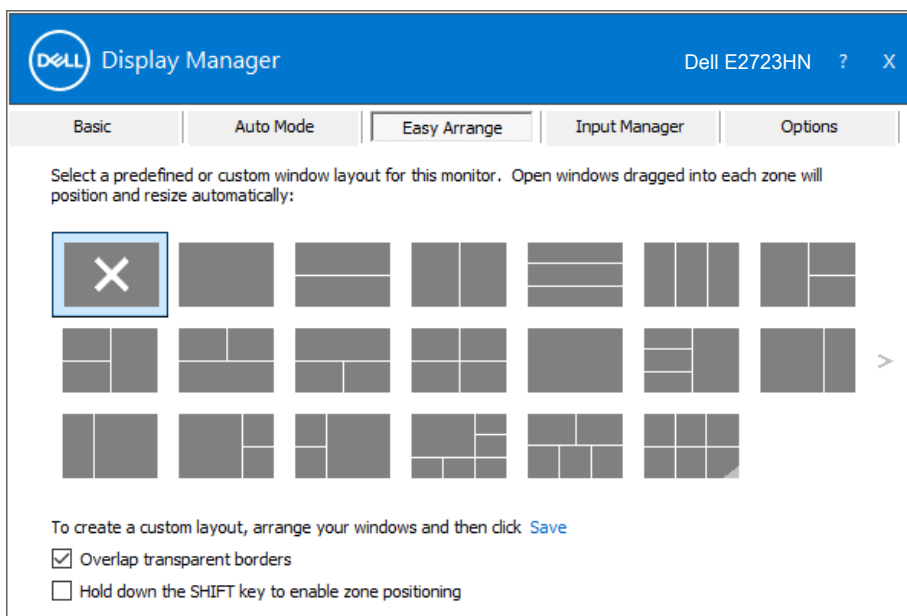 DELL Display Manager Dell E2723HN ? X
Basic Auto Mode Easy Arrange Input Manager Options
Select a predefined or custom window layout for this monitor. Open windows dragged into each zone will
position and resize automatically:
>
To create a custom layout, arrange your windows and then click Save
Overlap transparent borders
Hold down the SHIFT key to enable zone positioning